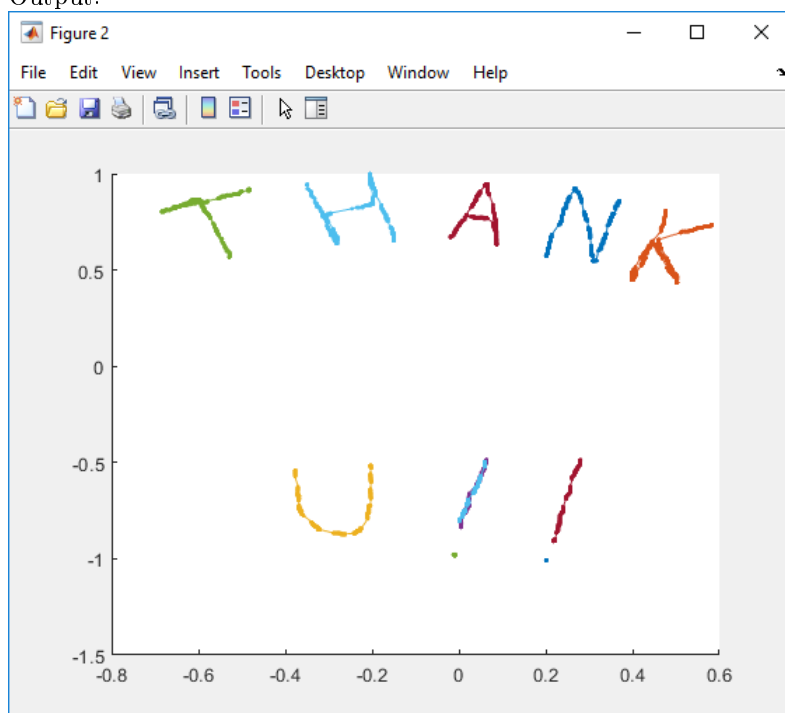 Output:
Figure 2
File Edit View Insert Tools Desktop Window Help
1
THANK
0.5
0
-0.5
U!!
-1
-1.5
-0.8 -0.6 -0.4 -0.2 0 0.2 0.4 0.6